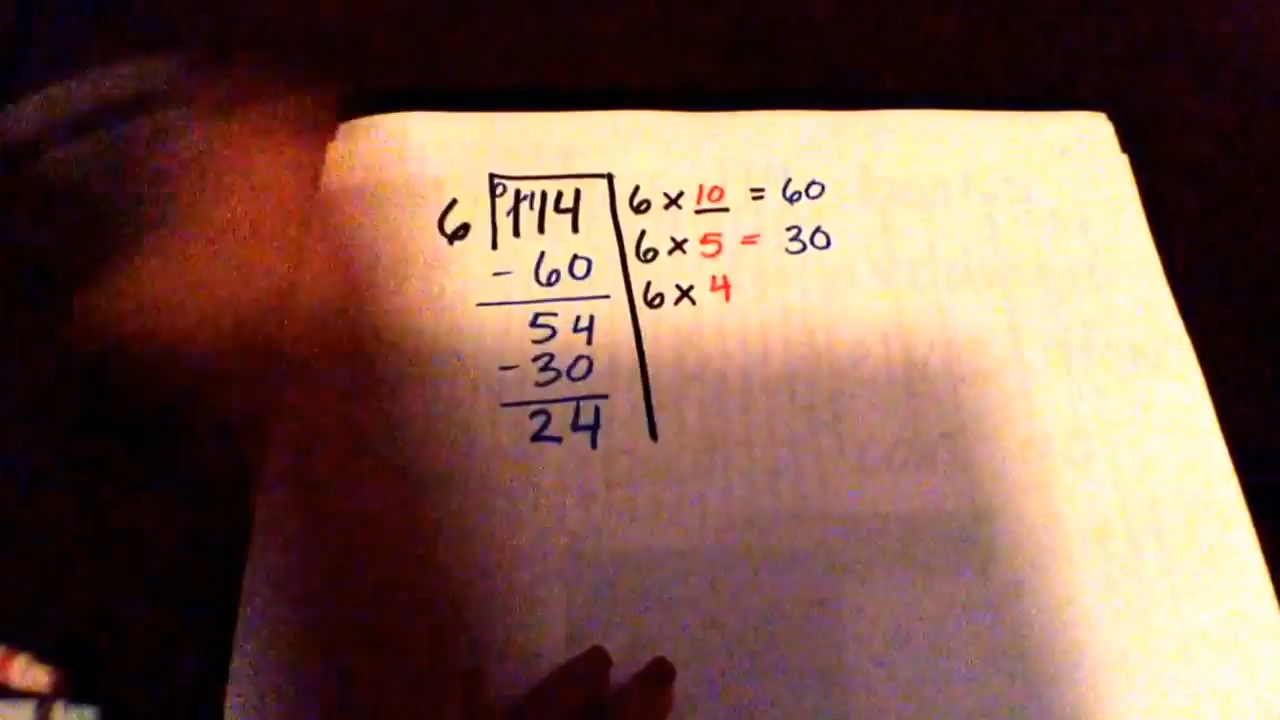 6 114 6 × 10 = 60
- 60 6 × 5 = 30
54 6 × 4
- 30
24